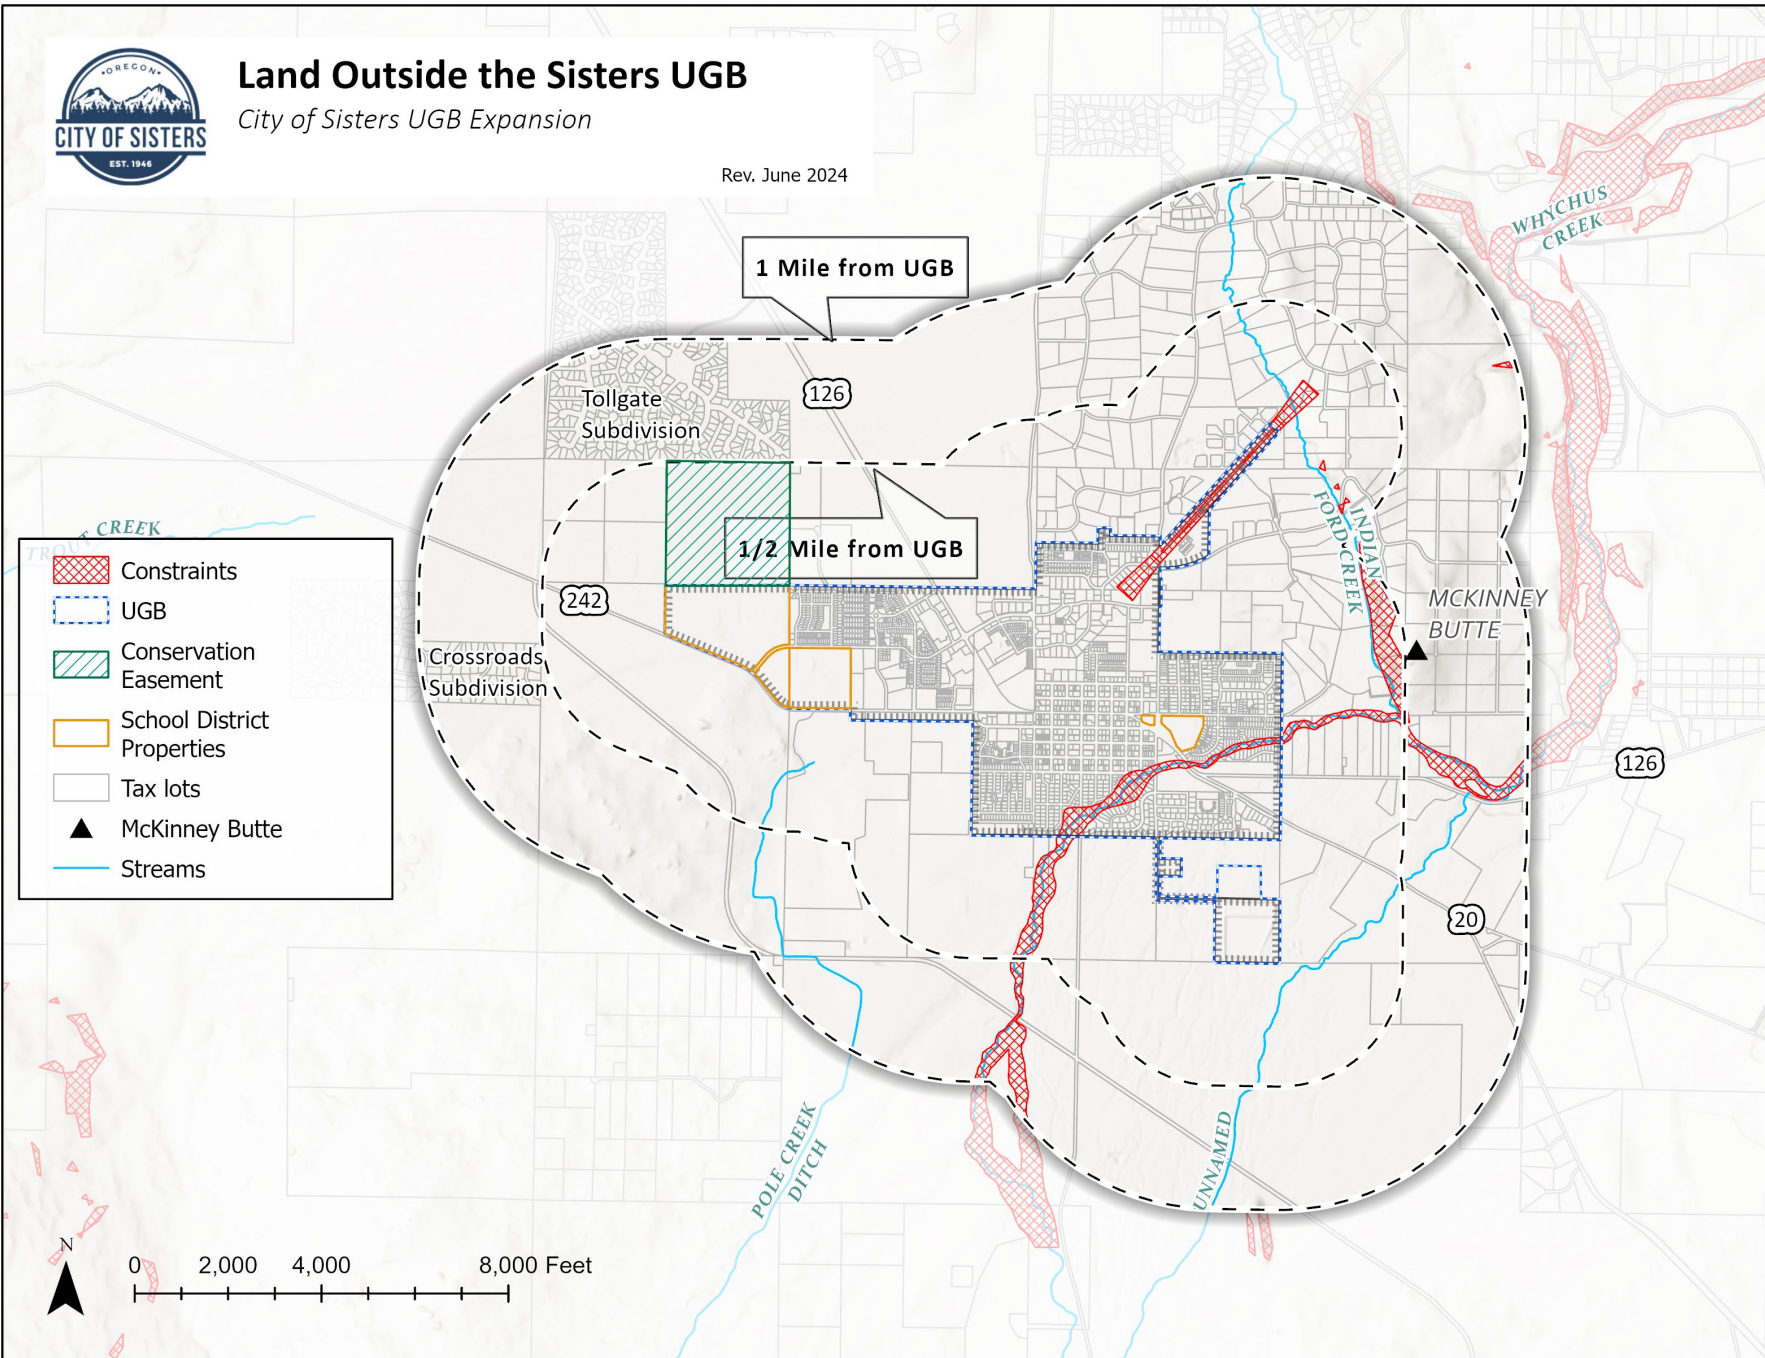 OREGON
CITY OF SISTERS
EST. 1946
Land Outside the Sisters UGB
City of Sisters UGB Expansion
Rev. June 2024
WHYCHUS
CREEK
1 Mile from UGB
Tollgate
Subdivision
126
1/2 Mile from UGB
TROUT CREEK
INDIAN
FORD CREEK
242
MCKINNEY
BUTTE
Crossroads
Subdivision
126
20
Constraints
UGB
Conservation
Easement
School District
Properties
Tax lots
McKinney Butte
Streams
POLE CREEK
DITCH
UNNAMED
N
0 2,000 4,000 8,000 Feet